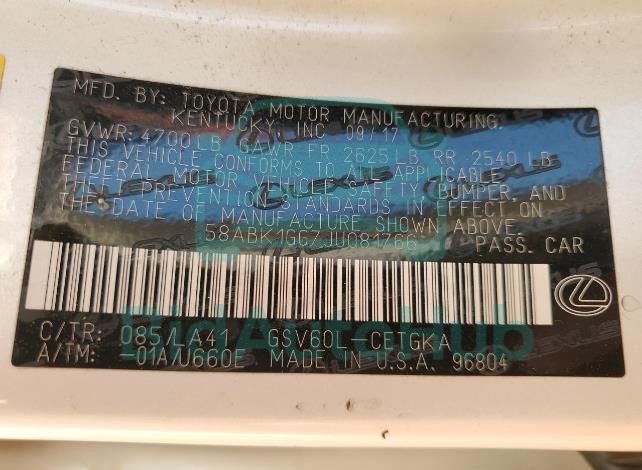 MFD. BY: TOYOTA MOTOR MANUFACTURING.
KENTUCKY, INC 09/17
GVWR: 4700 LB GAWR FR 2625 LB RR 2540 LB
THIS VEHICLE CONFORMS TO ALL APPLICABLE
FEDERAL MOTOR VEHICLE SAFETY, BUMPER, AND
THEFT PREVENTION STANDARDS IN EFFECT ON
THE DATE OF MANUFACTURE SHOWN ABOVE.
58ABK1GG7JU081766 PASS. CAR
LEXUS
BidAutoHub
C/TR: 085/LA41 GSV60L-CETGKA
A/TM: -01A/U660E MADE IN U.S.A. 96804